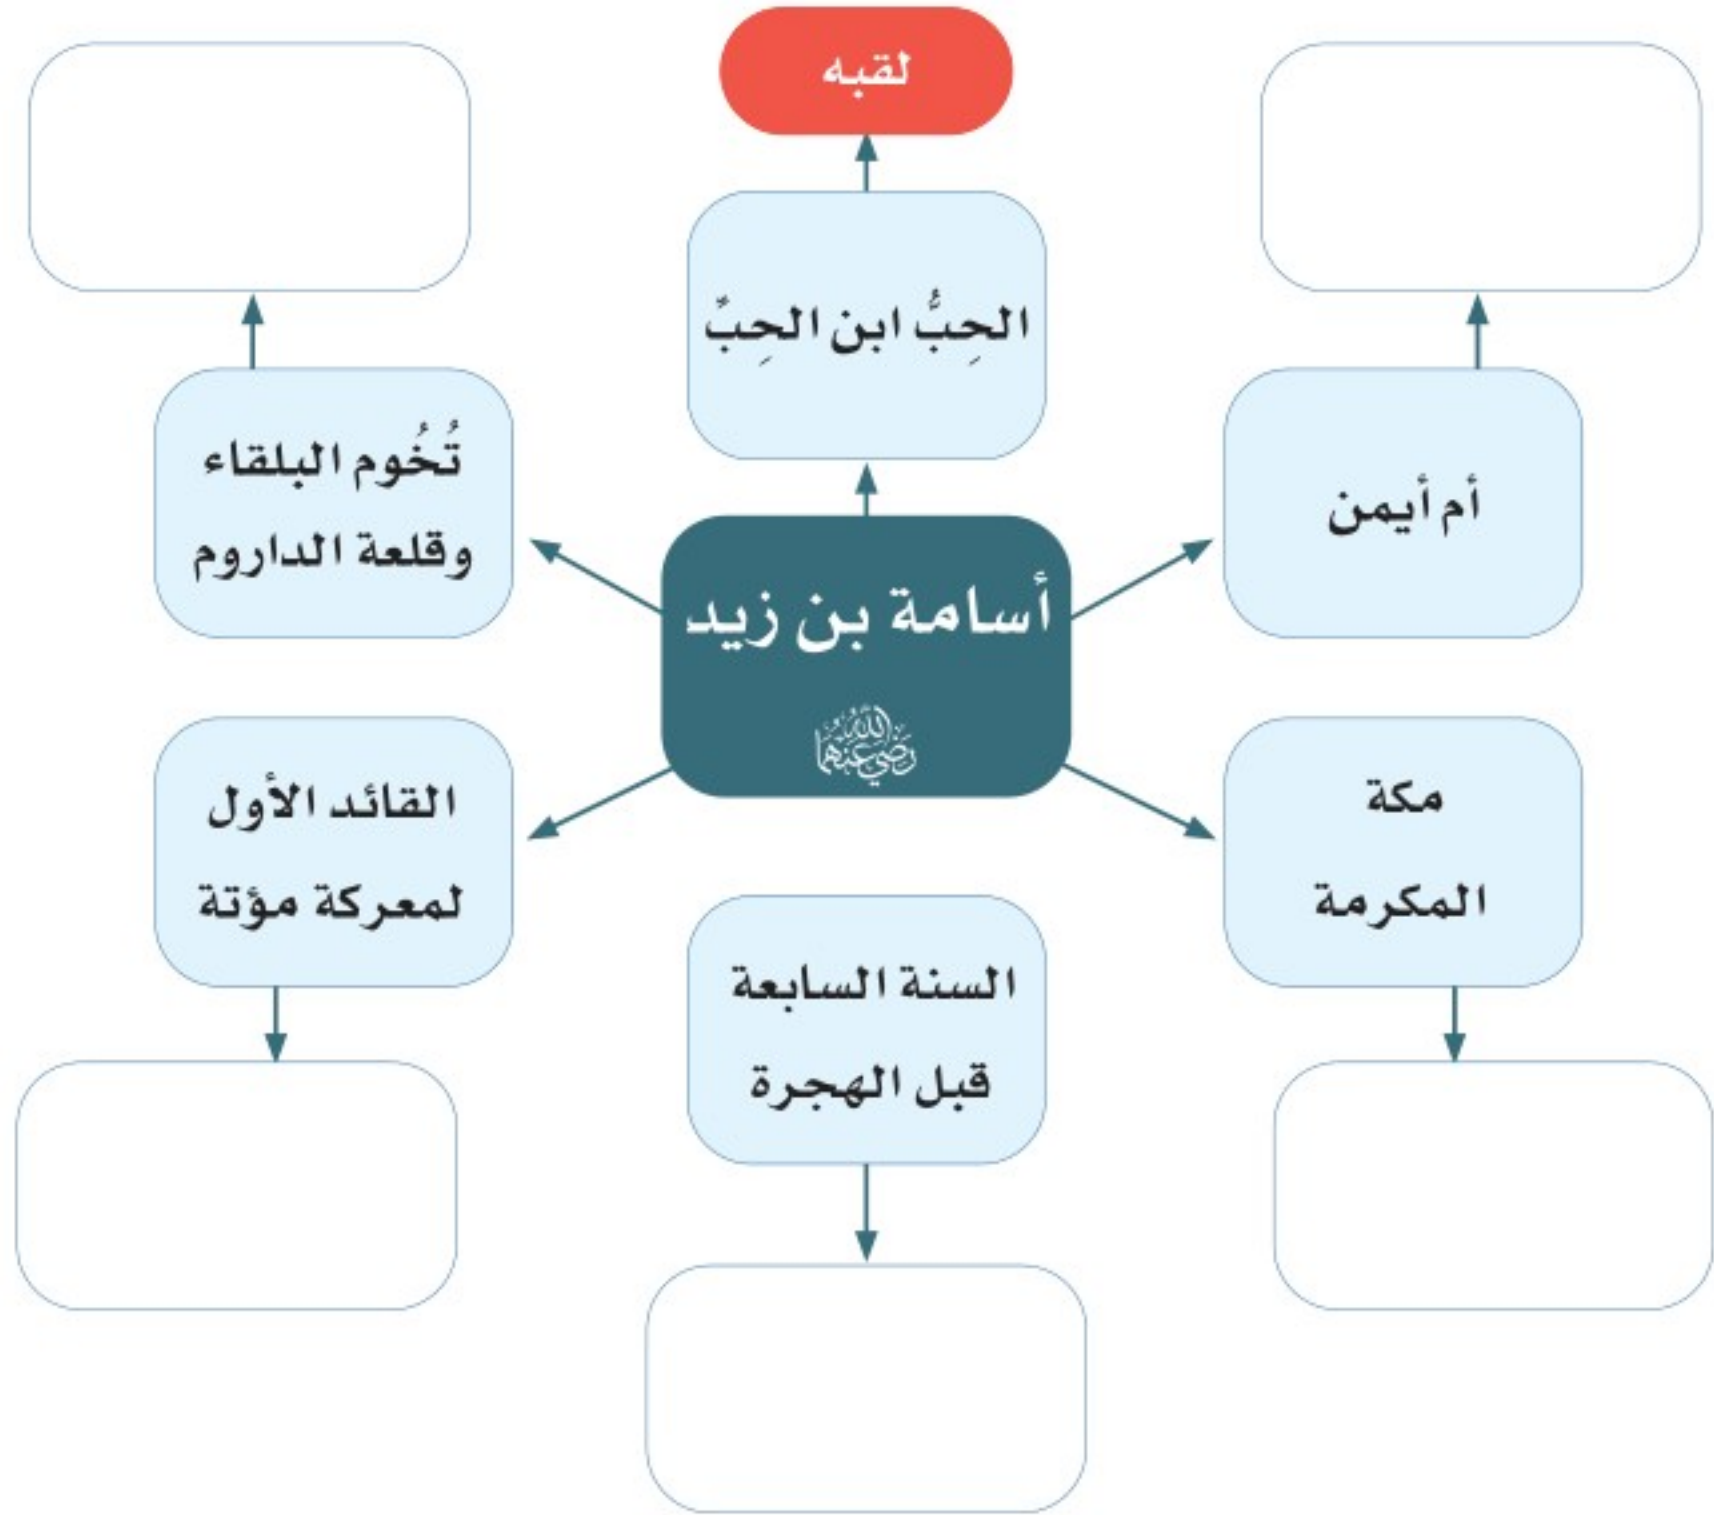 لقبه
الحِبُّ ابن الحِبِّ
أم أيمن
تُخُوم البلقاء
وقلعة الداروم
أسامة بن زيد
رضي الله عنهما
مكة
المكرمة
القائد الأول
لمعركة مؤتة
السنة السابعة
قبل الهجرة